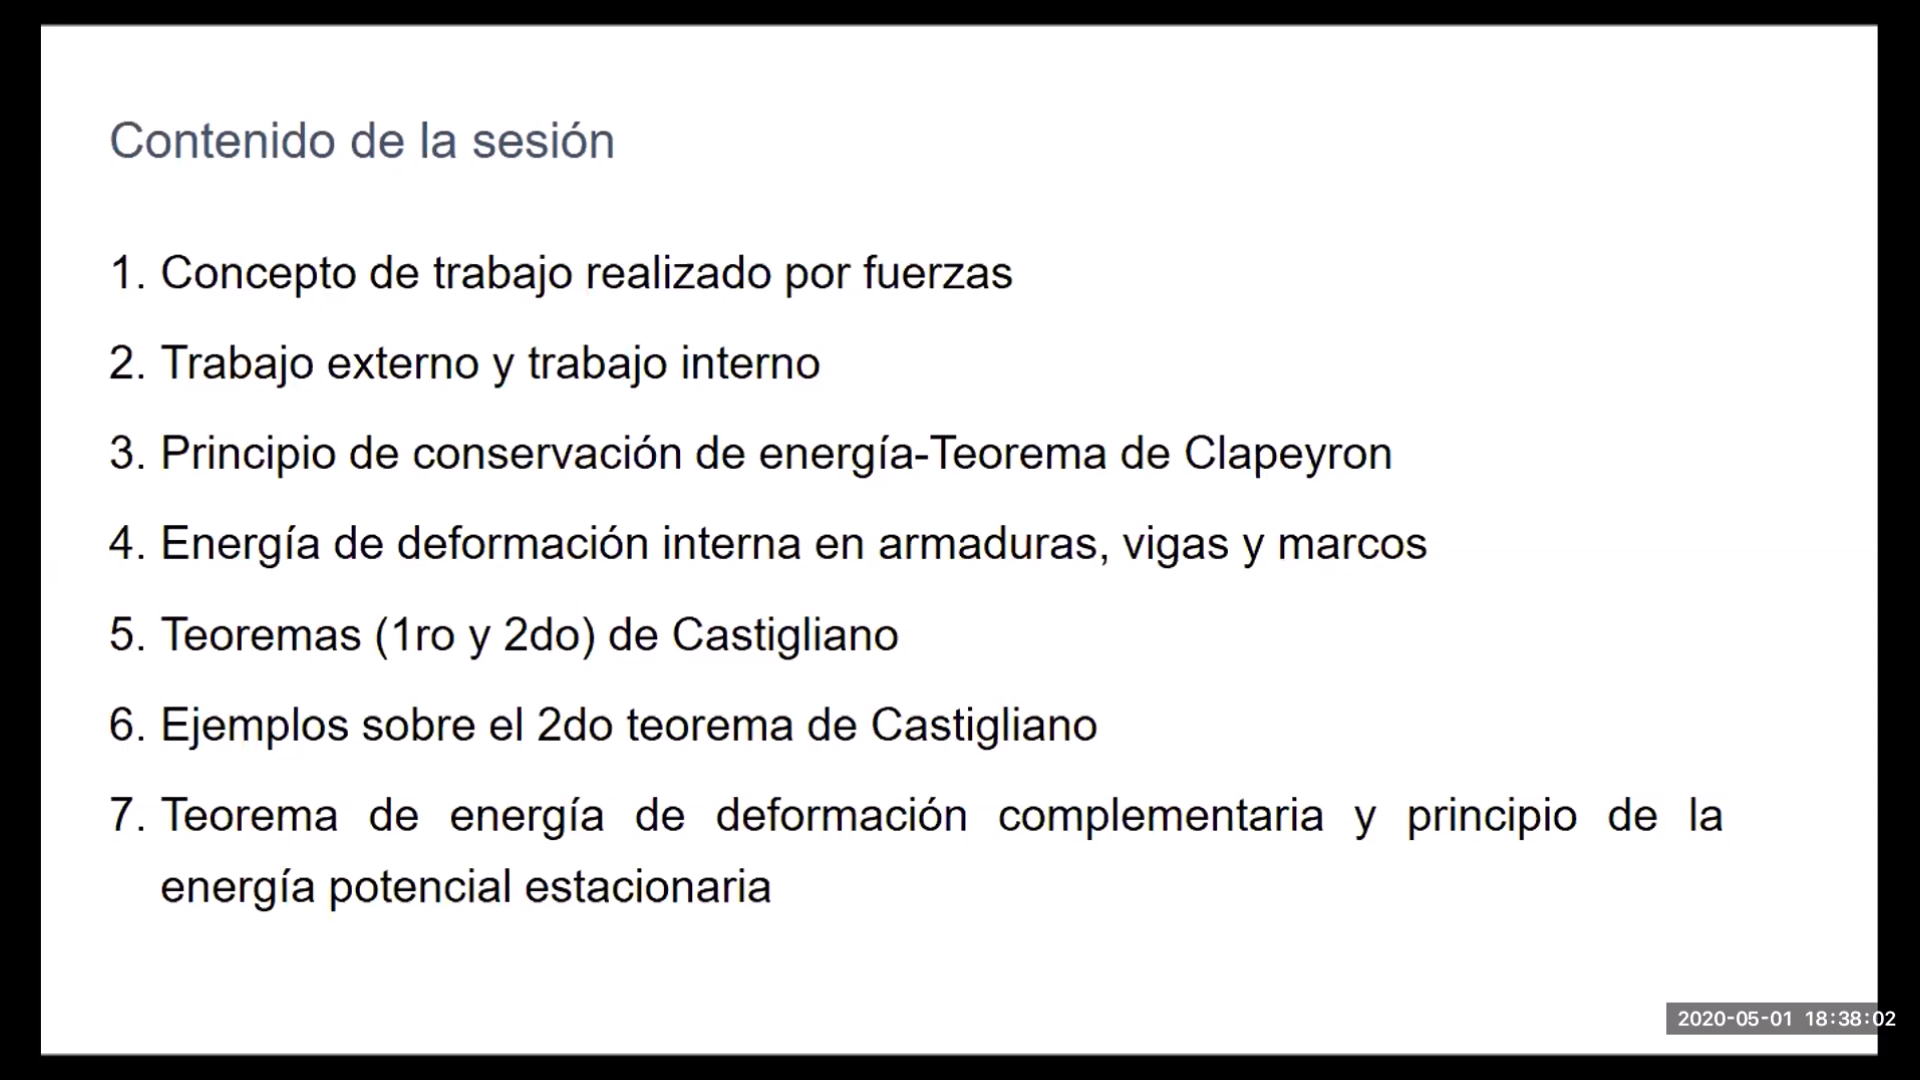 Contenido de la sesión
1. Concepto de trabajo realizado por fuerzas
2. Trabajo externo y trabajo interno
3. Principio de conservación de energía-Teorema de Clapeyron
4. Energía de deformación interna en armaduras, vigas y marcos
5. Teoremas (1ro y 2do) de Castigliano
6. Ejemplos sobre el 2do teorema de Castigliano
7. Teorema de energía de deformación complementaria y principio de la
energía potencial estacionaria
2020-05-01 18:38:02